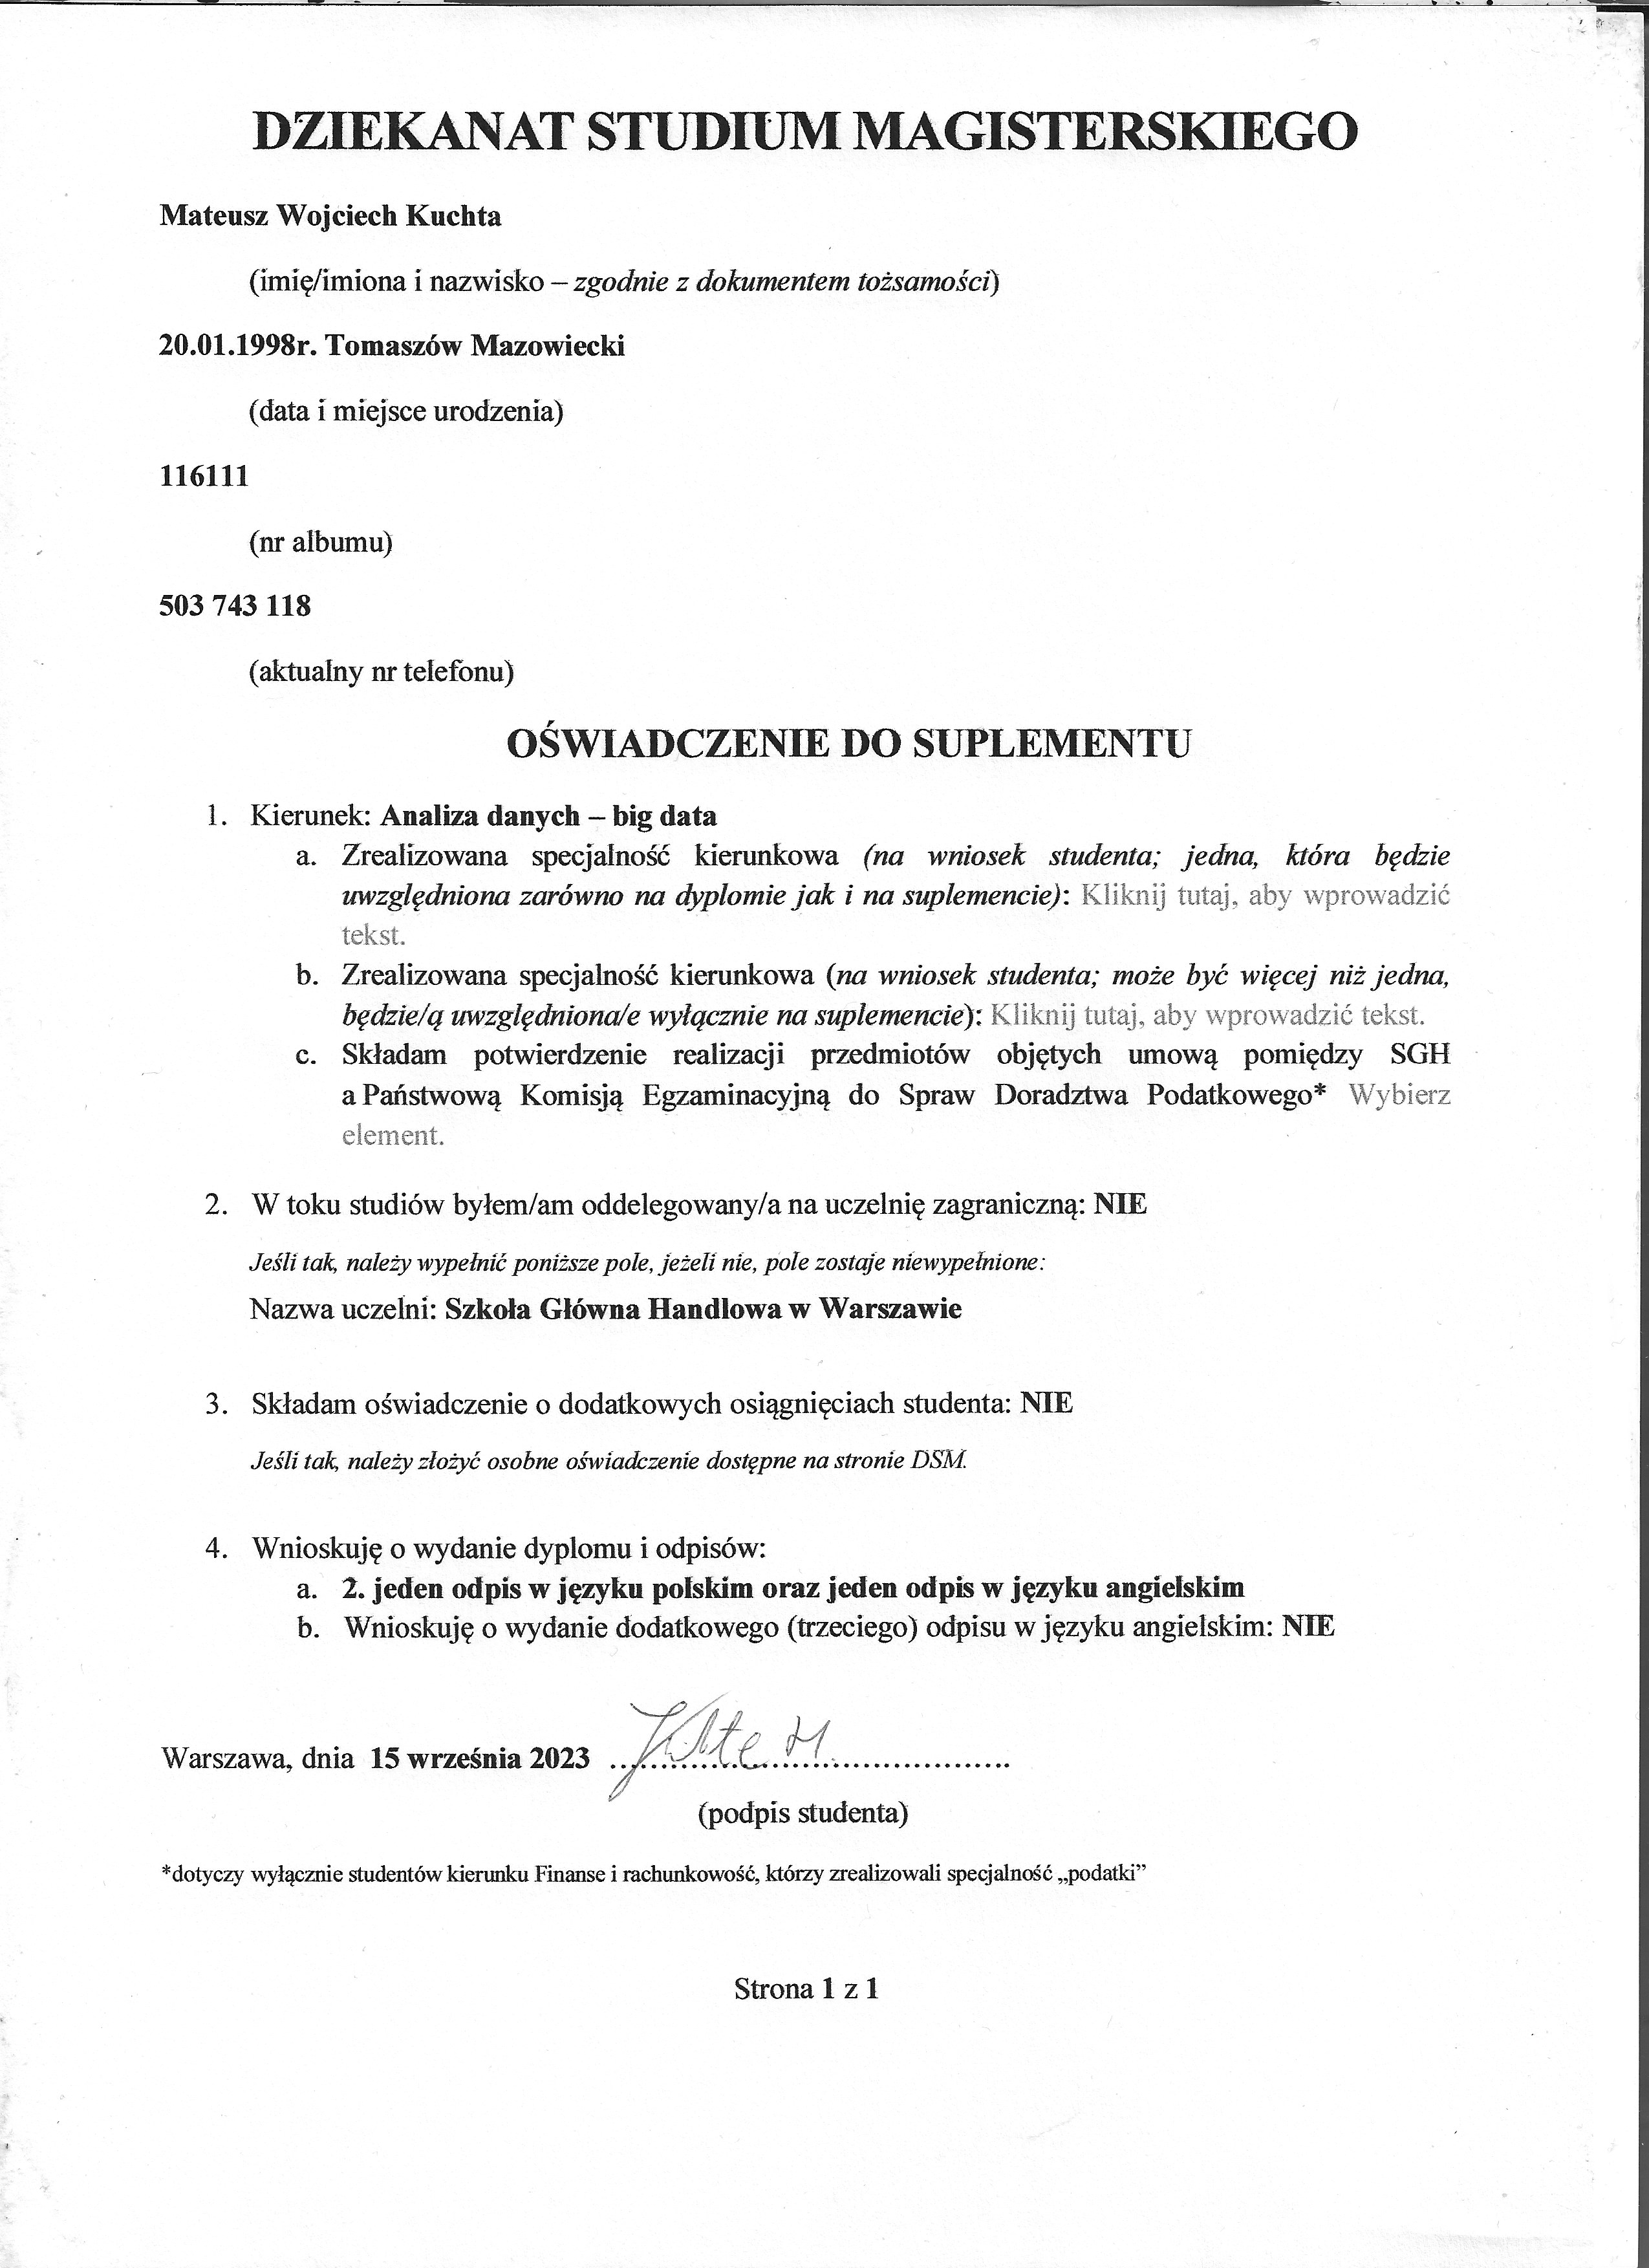 DZIEKANAT STUDIUM MAGISTERSKIEGO
Mateusz Wojciech Kuchta
(imię/imiona i nazwisko – zgodnie z dokumentem tożsamości)
20.01.1998r. Tomaszów Mazowiecki
(data i miejsce urodzenia)
116111
(nr albumu)
503 743 118
(aktualny nr telefonu)
OŚWIADCZENIE DO SUPLEMENTU
1. Kierunek: Analiza danych – big data
a. Zrealizowana specjalność kierunkowa (na wniosek studenta; jedna, która będzie
uwzględniona zarówno na dyplomie jak i na suplemencie): Kliknij tutaj, aby wprowadzić
tekst.
b. Zrealizowana specjalność kierunkowa (na wniosek studenta; może być więcej niż jedna,
będzie/ą uwzględniona/e wyłącznie na suplemencie): Kliknij tutaj, aby wprowadzić tekst.
c. Składam potwierdzenie realizacji przedmiotów objętych umową pomiędzy SGH
a Państwową Komisją Egzaminacyjną do Spraw Doradztwa Podatkowego* Wybierz
element.
2. W toku studiów byłem/am oddelegowany/a na uczelnię zagraniczną: NIE
Jeśli tak, należy wypełnić poniższe pole, jeżeli nie, pole zostaje niewypełnione:
Nazwa uczelni: Szkoła Główna Handlowa w Warszawie
3. Składam oświadczenie o dodatkowych osiągnięciach studenta: NIE
Jeśli tak, należy złożyć osobne oświadczenie dostępne na stronie DSM.
4. Wnioskuję o wydanie dyplomu i odpisów:
a. 2. jeden odpis w języku polskim oraz jeden odpis w języku angielskim
b. Wnioskuję o wydanie dodatkowego (trzeciego) odpisu w języku angielskim: NIE
Warszawa, dnia 15 września 2023 ........................................
(podpis studenta)
*dotyczy wyłącznie studentów kierunku Finanse i rachunkowość, którzy zrealizowali specjalność „podatki”
Strona 1 z 1